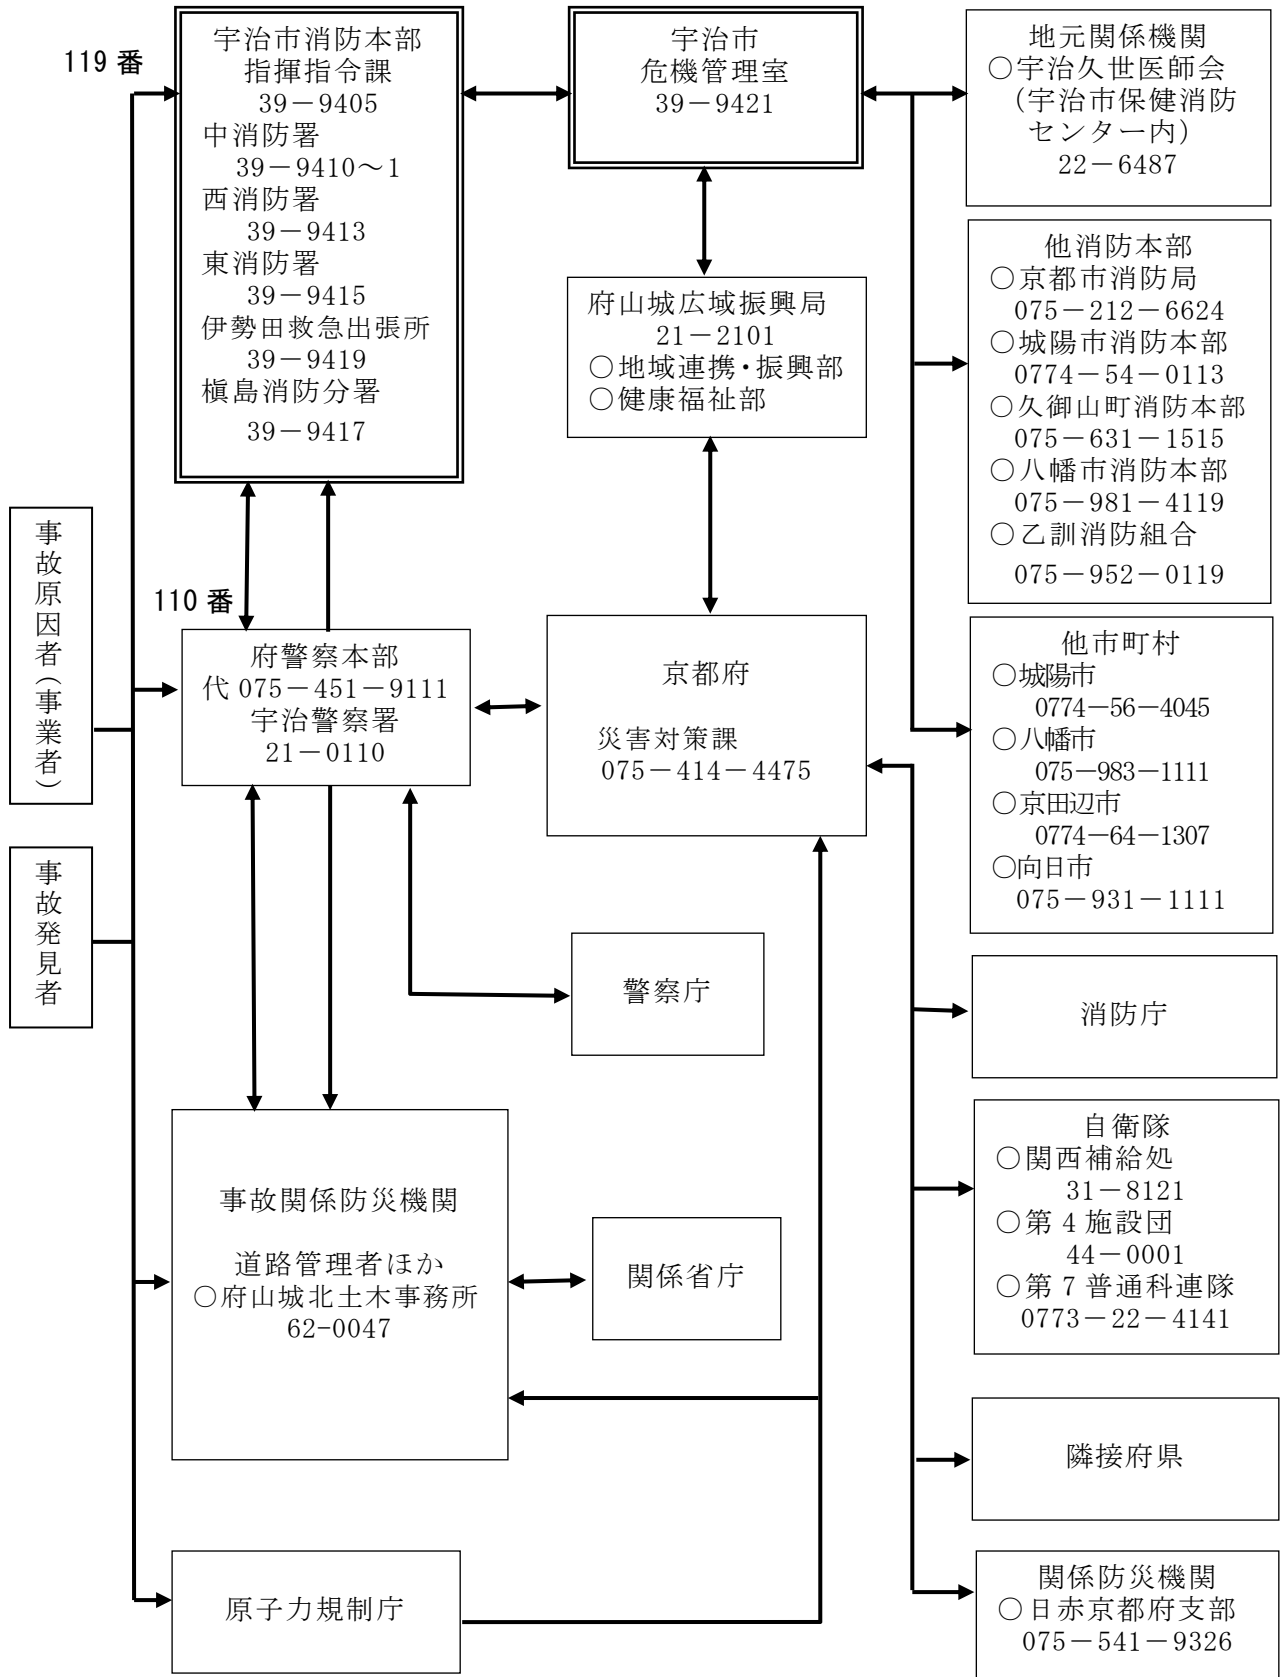 119 番
宇治市消防本部
指揮指令課
39－9405
中消防署
39－9410～1
西消防署
39－9413
東消防署
39－9415
伊勢田救急出張所
39－9419
槇島消防分署
39－9417
宇治市
危機管理室
39－9421
地元関係機関
○宇治久世医師会
（宇治市保健消防
センター内）
22－6487
府山城広域振興局
21－2101
○地域連携・振興部
○健康福祉部
他消防本部
○京都市消防局
075－212－6624
○城陽市消防本部
0774－54－0113
○久御山町消防本部
075－631－1515
○八幡市消防本部
075－981－4119
○乙訓消防組合
075－952－0119
事故原因者（事業者）
110 番
府警察本部
代 075－451－9111
宇治警察署
21－0110
京都府
災害対策課
075－414－4475
他市町村
○城陽市
0774－56－4045
○八幡市
075－983－1111
○京田辺市
0774－64－1307
○向日市
075－931－1111
事故発見者
警察庁
消防庁
事故関係防災機関
道路管理者ほか
○府山城北土木事務所
62-0047
関係省庁
自衛隊
○関西補給処
31－8121
○第 4 施設団
44－0001
○第 7 普通科連隊
0773－22－4141
隣接府県
原子力規制庁
関係防災機関
○日赤京都府支部
075－541－9326